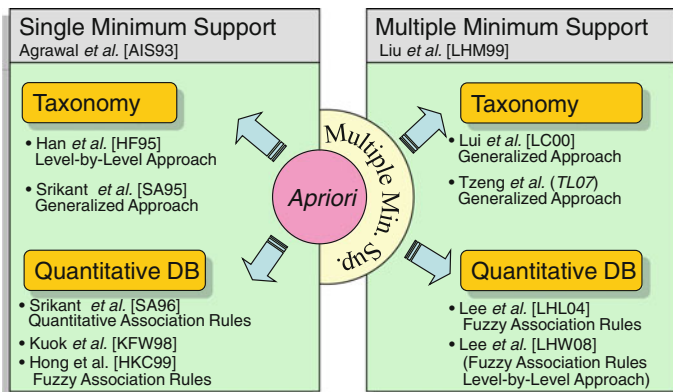 Single Minimum Support
Agrawal et al. [AIS93]
Taxonomy
• Han et al. [HF95]
Level-by-Level Approach
• Srikant et al. [SA95]
Generalized Approach
Quantitative DB
• Srikant et al. [SA96]
Quantitative Association Rules
• Kuok et al. [KFW98]
• Hong et al. [HKC99]
Fuzzy Association Rules
Apriori
Multiple Min. Sup.
Multiple Minimum Support
Liu et al. [LHM99]
Taxonomy
• Lui et al. [LC00]
Generalized Approach
• Tzeng et al. (TL07)
Generalized Approach
Quantitative DB
• Lee et al. [LHL04]
Fuzzy Association Rules
• Lee et al. [LHW08]
(Fuzzy Association Rules
Level-by-Level Approach)